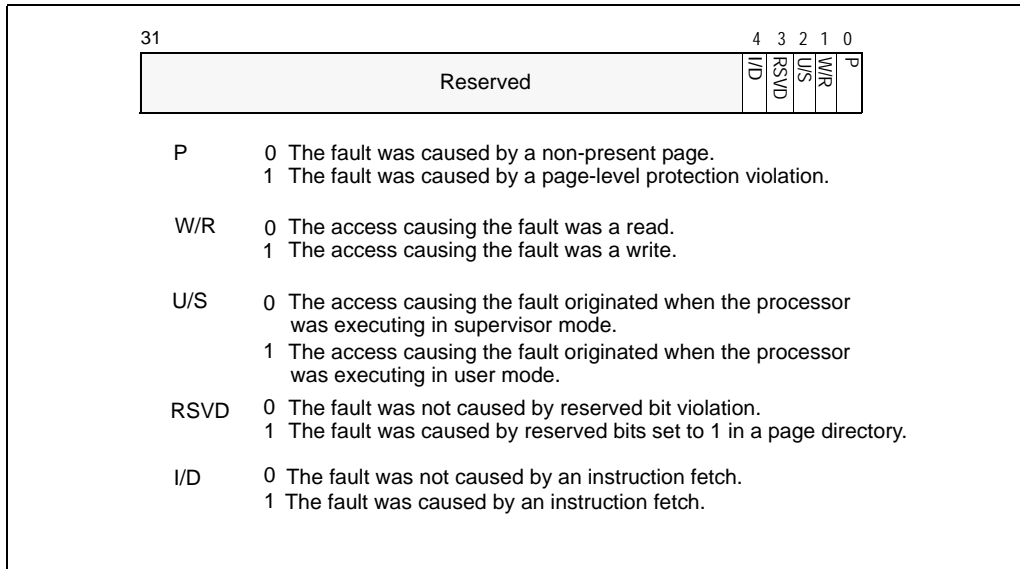 31 4 3 2 1 0
Reserved I/D RSVD U/S W/R P
P 0 The fault was caused by a non-present page.
1 The fault was caused by a page-level protection violation.
W/R 0 The access causing the fault was a read.
1 The access causing the fault was a write.
U/S 0 The access causing the fault originated when the processor
was executing in supervisor mode.
1 The access causing the fault originated when the processor
was executing in user mode.
RSVD 0 The fault was not caused by reserved bit violation.
1 The fault was caused by reserved bits set to 1 in a page directory.
I/D 0 The fault was not caused by an instruction fetch.
1 The fault was caused by an instruction fetch.